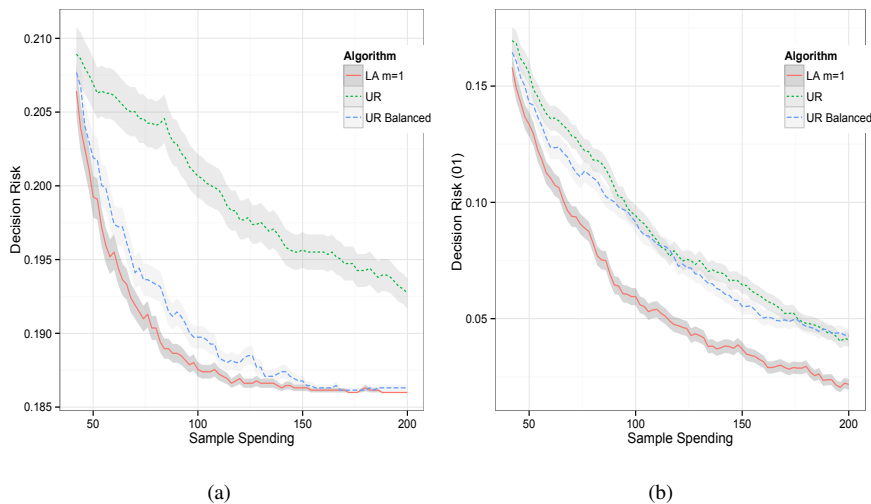 0.210
0.205
0.200
0.195
0.190
0.185
Decision Risk
50
100
150
200
Sample Spending
Algorithm
LA m=1
UR
UR Balanced
(a)
0.15
0.10
0.05
Decision Risk (01)
50
100
150
200
Sample Spending
Algorithm
LA m=1
UR
UR Balanced
(b)